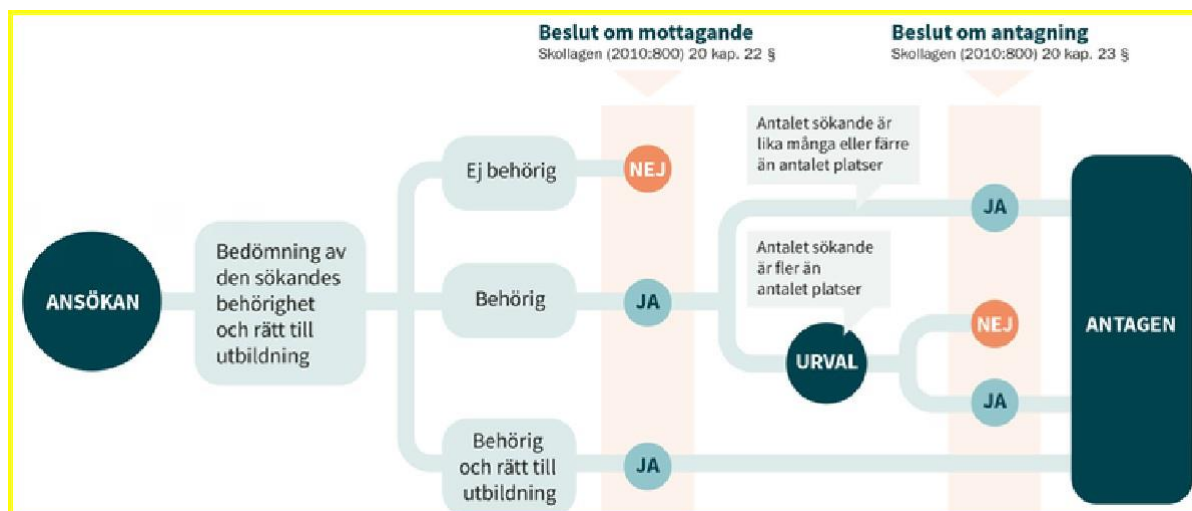 Beslut om mottagande
Skollagen (2010:800) 20 kap. 22 §
Beslut om antagning
Skollagen (2010:800) 20 kap. 23 §
ANSÖKAN
Bedömning av
den sökandes
behörighet
och rätt till
utbildning
Ej behörig
NEJ
Behörig
JA
Behörig
och rätt till
utbildning
JA
Antalet sökande är
lika många eller färre
än antalet platser
JA
Antalet sökande
är fler än
antalet platser
URVAL
NEJ
JA
ANTAGEN